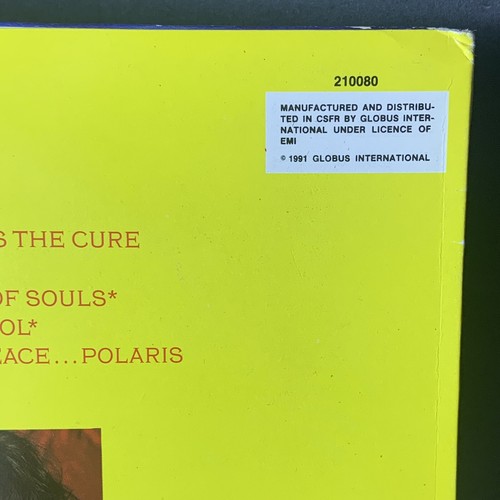 210080
MANUFACTURED AND DISTRIBU-
TED IN CSFR BY GLOBUS INTER-
NATIONAL UNDER LICENCE OF
EMI
© 1991 GLOBUS INTERNATIONAL
S THE CURE
OF SOULS*
OL*
EACE...POLARIS